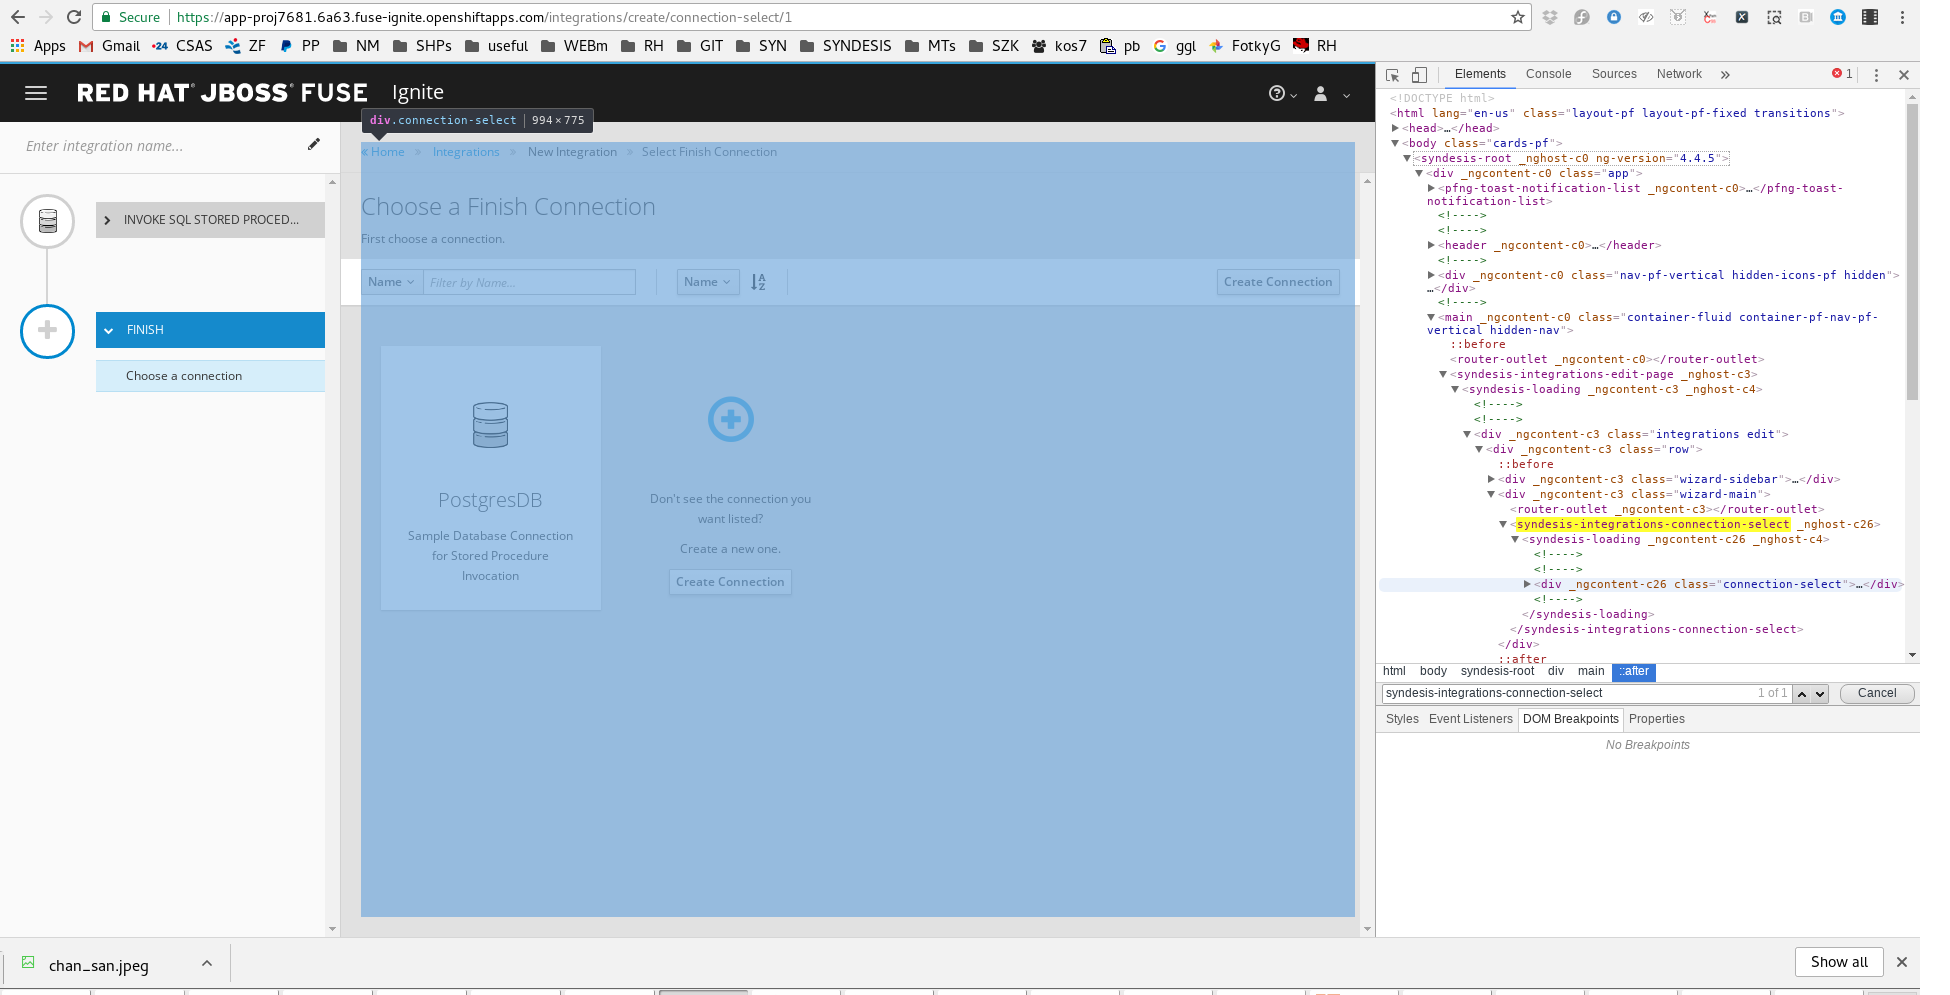 Secure https://app-proj7681.6a63.fuse-ignite.openshiftapps.com/integrations/create/connection-select/1
Apps Gmail CSAS ZF PP NM SHPs useful WEBm RH GIT SYN SYNDESIS MTs SZK kos7 pb ggl FotkyG RH
RED HAT JBOSS FUSE Ignite
div.connection-select 994×775
Enter integration name...
« Home » Integrations » New Integration » Select Finish Connection
INVOKE SQL STORED PROCED...
Choose a Finish Connection
First choose a connection.
Name Filter by Name... Name Create Connection
FINISH
Choose a connection
PostgresDB
Sample Database Connection
for Stored Procedure
Invocation
Don't see the connection you
want listed?
Create a new one.
Create Connection
Elements Console Sources Network » 1
<!DOCTYPE html>
<html lang="en-us" class="layout-pf layout-pf-fixed transitions">
<head>…</head>
<body class="cards-pf">
<syndesis-root _nghost-c0 ng-version="4.4.5">
<div _ngcontent-c0 class="app">
<pfng-toast-notification-list _ngcontent-c0>…</pfng-toast-
notification-list>
<!---->
<!---->
<header _ngcontent-c0>…</header>
<!---->
<div _ngcontent-c0 class="nav-pf-vertical hidden-icons-pf hidden">
…</div>
<!---->
<main _ngcontent-c0 class="container-fluid container-pf-nav-pf-
vertical hidden-nav">
::before
<router-outlet _ngcontent-c0></router-outlet>
<syndesis-integrations-edit-page _nghost-c3>
<syndesis-loading _ngcontent-c3 _nghost-c4>
<!---->
<!---->
<div _ngcontent-c3 class="integrations edit">
<div _ngcontent-c3 class="row">
::before
<div _ngcontent-c3 class="wizard-sidebar">…</div>
<div _ngcontent-c3 class="wizard-main">
<router-outlet _ngcontent-c3></router-outlet>
<syndesis-integrations-connection-select _nghost-c26>
<syndesis-loading _ngcontent-c26 _nghost-c4>
<!---->
<!---->
<div _ngcontent-c26 class="connection-select">…</div>
<!---->
</syndesis-loading>
</syndesis-integrations-connection-select>
</div>
::after
html body syndesis-root div main ::after
syndesis-integrations-connection-select 1 of 1 Cancel
Styles Event Listeners DOM Breakpoints Properties
No Breakpoints
chan_san.jpeg Show all